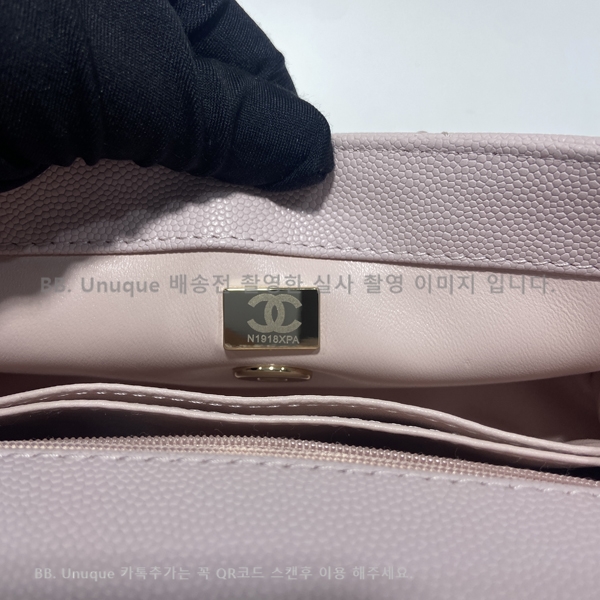 BB. Unuque 배송전 촬영한 실사 촬영 이미지 입니다.
N1918XPA
BB. Unuque 카톡추가는 꼭 QR코드 스캔후 이용 해주세요.